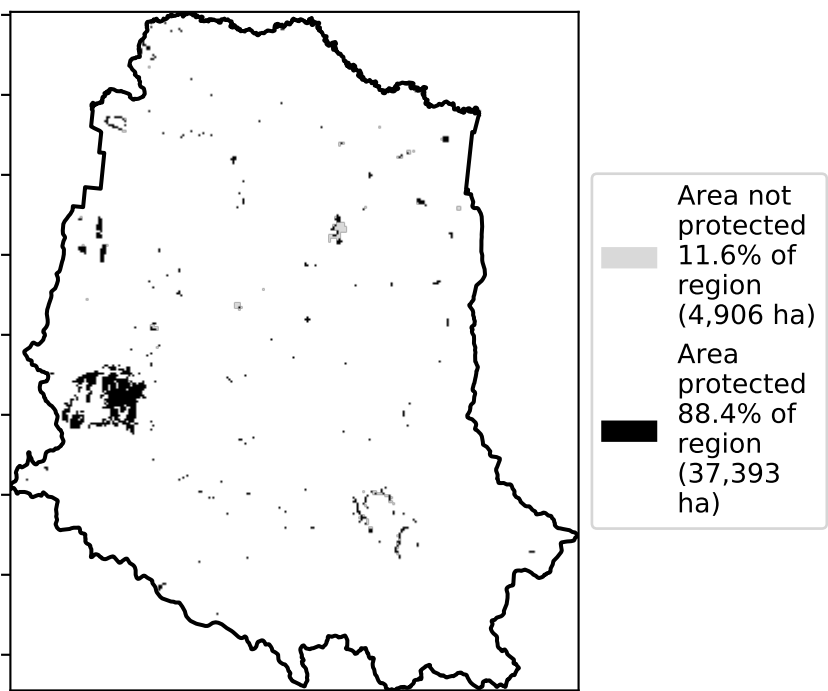 Area not
protected
11.6% of
region
(4,906 ha)
Area
protected
88.4% of
region
(37,393
ha)